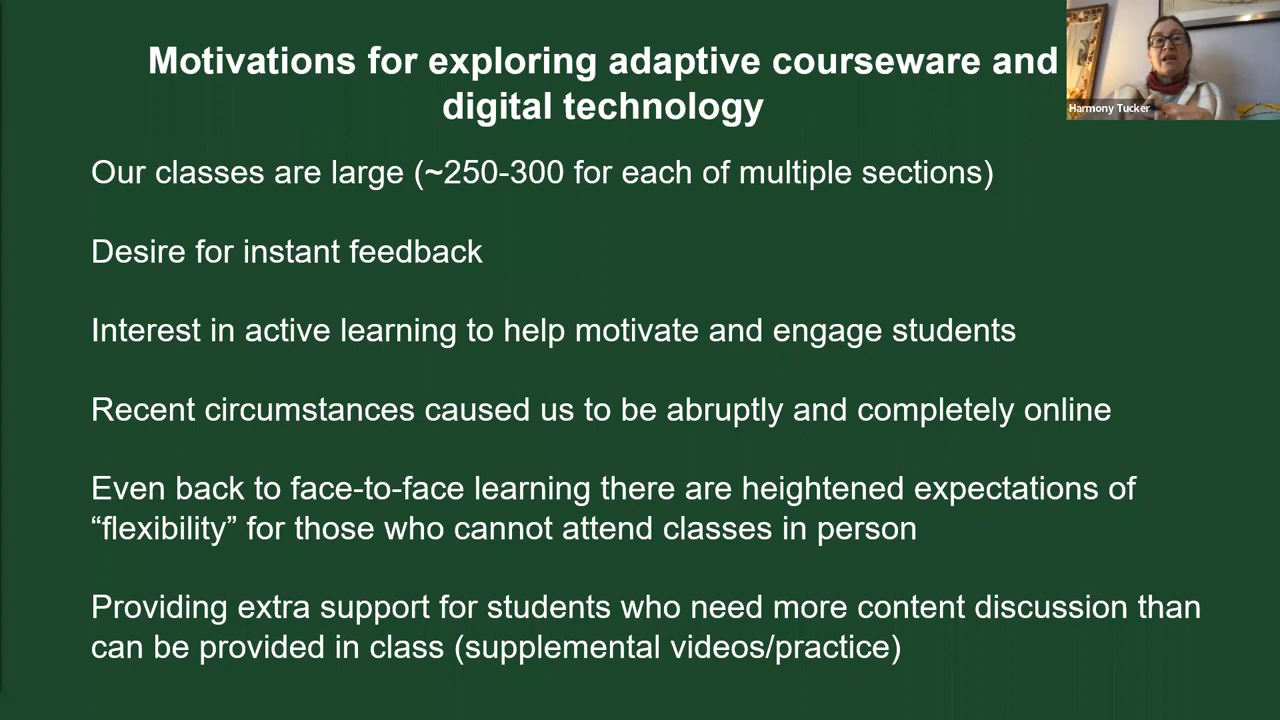 Motivations for exploring adaptive courseware and
digital technology
Harmony Tucker
Our classes are large (~250-300 for each of multiple sections)
Desire for instant feedback
Interest in active learning to help motivate and engage students
Recent circumstances caused us to be abruptly and completely online
Even back to face-to-face learning there are heightened expectations of
“flexibility” for those who cannot attend classes in person
Providing extra support for students who need more content discussion than
can be provided in class (supplemental videos/practice)